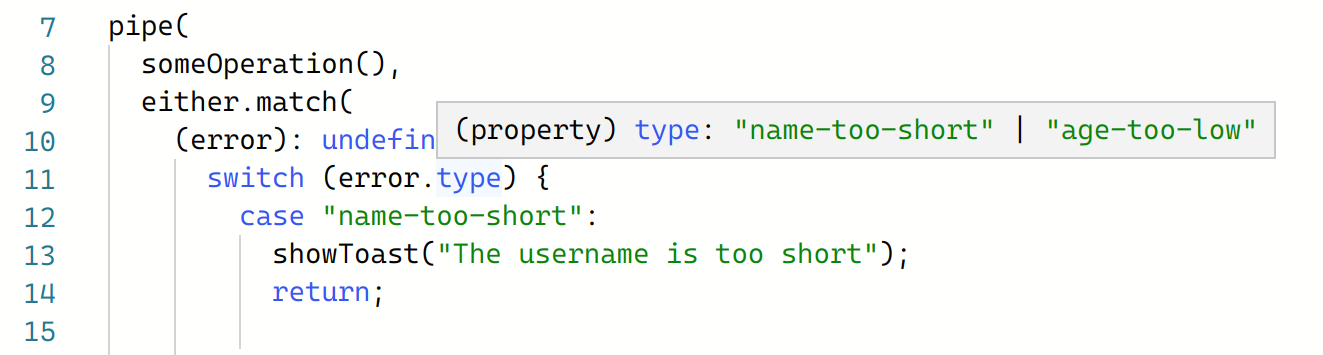 7 pipe(
8 someOperation(),
9 either.match(
10 (error): undefin
(property) type: "name-too-short" | "age-too-low"
11 switch (error.type) {
12 case "name-too-short":
13 showToast("The username is too short");
14 return;
15